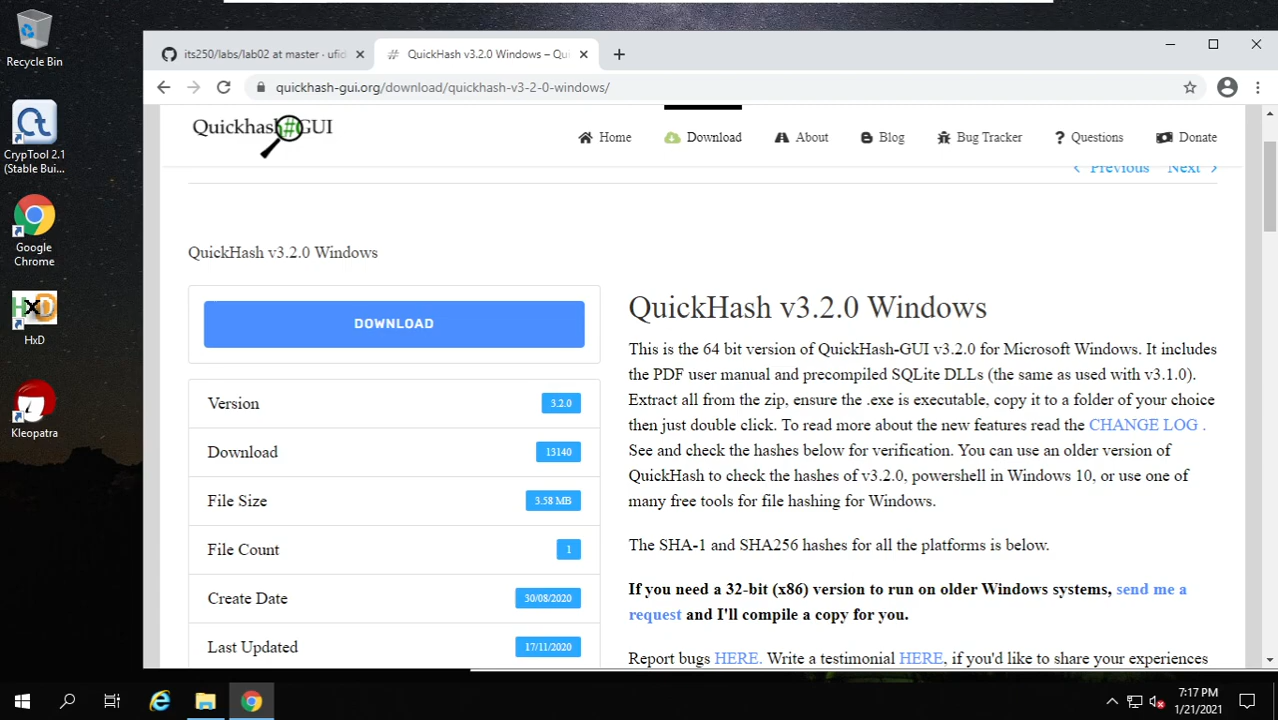 Recycle Bin
CrypTool 2.1
(Stable Bui...
Google
Chrome
HxD
Kleopatra
its250/labs/lab02 at master · ufid
QuickHash v3.2.0 Windows – Qu
quickhash-gui.org/download/quickhash-v3-2-0-windows/
Quickhash#GUI
Home
Download
About
Blog
Bug Tracker
Questions
Donate
Previous Next
QuickHash v3.2.0 Windows
DOWNLOAD
Version 3.2.0
Download 13140
File Size 3.58 MB
File Count 1
Create Date 30/08/2020
Last Updated 17/11/2020
QuickHash v3.2.0 Windows
This is the 64 bit version of QuickHash-GUI v3.2.0 for Microsoft Windows. It includes
the PDF user manual and precompiled SQLite DLLs (the same as used with v3.1.0).
Extract all from the zip, ensure the .exe is executable, copy it to a folder of your choice
then just double click. To read more about the new features read the CHANGE LOG .
See and check the hashes below for verification. You can use an older version of
QuickHash to check the hashes of v3.2.0, powershell in Windows 10, or use one of
many free tools for file hashing for Windows.
The SHA-1 and SHA256 hashes for all the platforms is below.
If you need a 32-bit (x86) version to run on older Windows systems, send me a
request and I'll compile a copy for you.
Report bugs HERE. Write a testimonial HERE, if you'd like to share your experiences
7:17 PM
1/21/2021